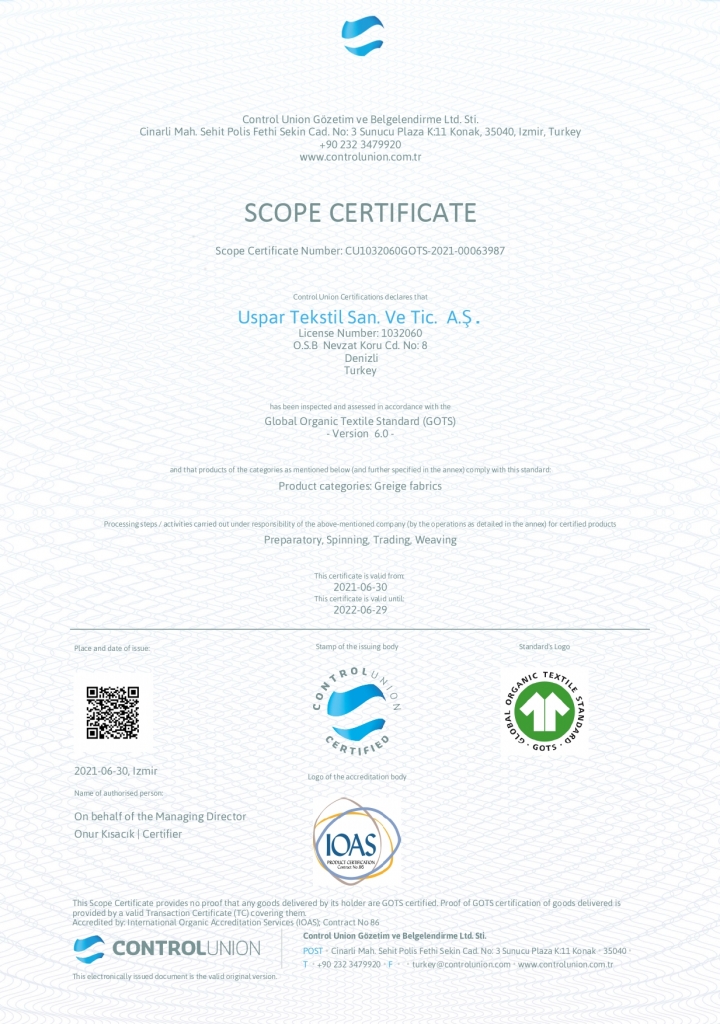 Control Union Gözetim ve Belgelendirme Ltd. Sti.
Cinarli Mah. Sehit Polis Fethi Sekin Cad. No: 3 Sunucu Plaza K:11 Konak, 35040, Izmir, Turkey
+90 232 3479920
www.controlunion.com.tr
SCOPE CERTIFICATE
Scope Certificate Number: CU1032060GOTS-2021-00063987
Control Union Certifications declares that
Uspar Tekstil San. Ve Tic. A.Ş .
License Number: 1032060
O.S.B Nevzat Koru Cd. No: 8
Denizli
Turkey
has been inspected and assessed in accordance with the
Global Organic Textile Standard (GOTS)
- Version 6.0 -
and that products of the categories as mentioned below (and further specified in the annex) comply with this standard:
Product categories: Greige fabrics
Processing steps / activities carried out under responsibility of the above-mentioned company (by the operations as detailed in the annex) for certified products
Preparatory, Spinning, Trading, Weaving
This certificate is valid from:
2021-06-30
This certificate is valid until:
2022-06-29
Place and date of issue:
Stamp of the issuing body
Standard's Logo
CONTROLUNION
CERTIFIED
GLOBAL ORGANIC TEXTILE STANDARD · GOTS ·
2021-06-30, Izmir
Logo of the accreditation body
Name of authorised person:
On behalf of the Managing Director
Onur Kısacık | Certifier
IOAS
PRODUCT CERTIFICATION
Contract No 86
This Scope Certificate provides no proof that any goods delivered by its holder are GOTS certified. Proof of GOTS certification of goods delivered is
provided by a valid Transaction Certificate (TC) covering them.
Accredited by: International Organic Accreditation Services (IOAS); Contract No 86
CONTROLUNION
Control Union Gözetim ve Belgelendirme Ltd. Sti.
POST · Cinarli Mah. Sehit Polis Fethi Sekin Cad. No: 3 Sunucu Plaza K:11 Konak · 35040 ·
T · +90 232 3479920 · F · · turkey@controlunion.com · www.controlunion.com.tr
This electronically issued document is the valid original version.